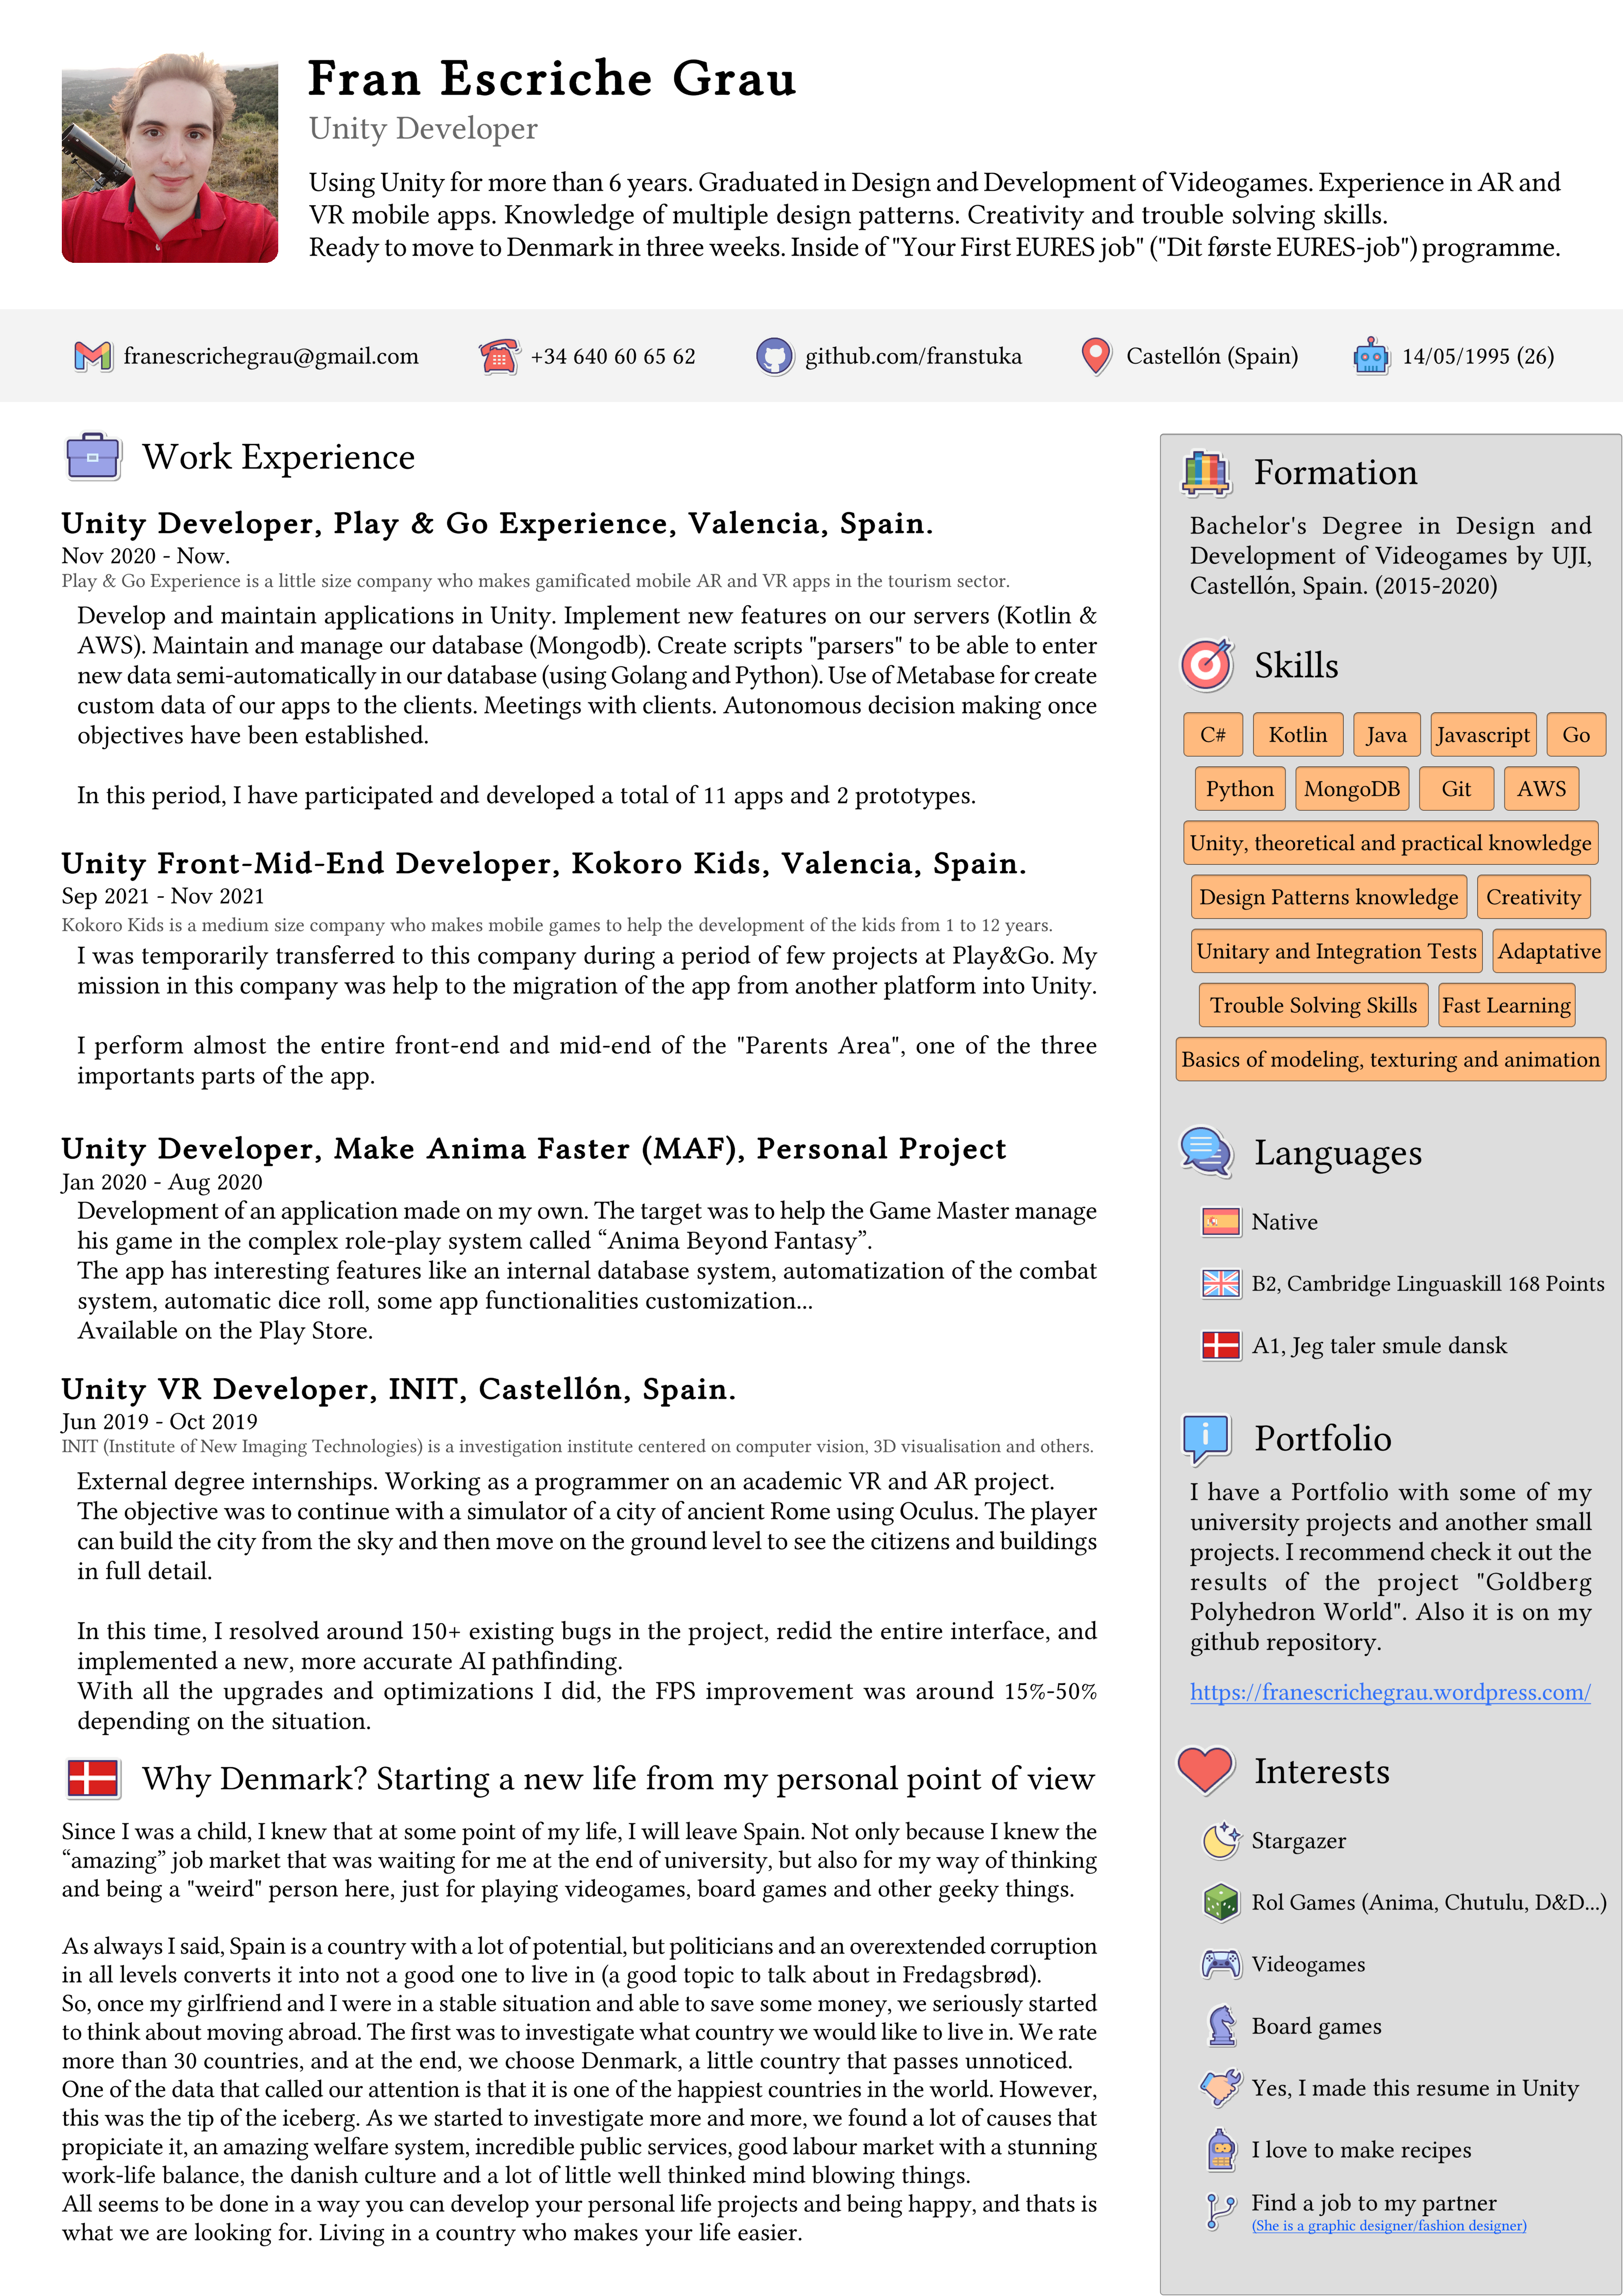 Fran Escriche Grau
Unity Developer
Using Unity for more than 6 years. Graduated in Design and Development of Videogames. Experience in AR and
VR mobile apps. Knowledge of multiple design patterns. Creativity and trouble solving skills.
Ready to move to Denmark in three weeks. Inside of "Your First EURES job" ("Dit første EURES-job") programme.
franescrichegrau@gmail.com
+34 640 60 65 62
github.com/franstuka
Castellón (Spain)
14/05/1995 (26)
Work Experience
Unity Developer, Play & Go Experience, Valencia, Spain.
Nov 2020 - Now.
Play & Go Experience is a little size company who makes gamificated mobile AR and VR apps in the tourism sector.
Develop and maintain applications in Unity. Implement new features on our servers (Kotlin &
AWS). Maintain and manage our database (Mongodb). Create scripts "parsers" to be able to enter
new data semi-automatically in our database (using Golang and Python). Use of Metabase for create
custom data of our apps to the clients. Meetings with clients. Autonomous decision making once
objectives have been established.
In this period, I have participated and developed a total of 11 apps and 2 prototypes.
Unity Front-Mid-End Developer, Kokoro Kids, Valencia, Spain.
Sep 2021 - Nov 2021
Kokoro Kids is a medium size company who makes mobile games to help the development of the kids from 1 to 12 years.
I was temporarily transferred to this company during a period of few projects at Play&Go. My
mission in this company was help to the migration of the app from another platform into Unity.
I perform almost the entire front-end and mid-end of the "Parents Area", one of the three
importants parts of the app.
Unity Developer, Make Anima Faster (MAF), Personal Project
Jan 2020 - Aug 2020
Development of an application made on my own. The target was to help the Game Master manage
his game in the complex role-play system called “Anima Beyond Fantasy”.
The app has interesting features like an internal database system, automatization of the combat
system, automatic dice roll, some app functionalities customization...
Available on the Play Store.
Unity VR Developer, INIT, Castellón, Spain.
Jun 2019 - Oct 2019
INIT (Institute of New Imaging Technologies) is a investigation institute centered on computer vision, 3D visualisation and others.
External degree internships. Working as a programmer on an academic VR and AR project.
The objective was to continue with a simulator of a city of ancient Rome using Oculus. The player
can build the city from the sky and then move on the ground level to see the citizens and buildings
in full detail.
In this time, I resolved around 150+ existing bugs in the project, redid the entire interface, and
implemented a new, more accurate AI pathfinding.
With all the upgrades and optimizations I did, the FPS improvement was around 15%-50%
depending on the situation.
Why Denmark? Starting a new life from my personal point of view
Since I was a child, I knew that at some point of my life, I will leave Spain. Not only because I knew the
“amazing” job market that was waiting for me at the end of university, but also for my way of thinking
and being a "weird" person here, just for playing videogames, board games and other geeky things.
As always I said, Spain is a country with a lot of potential, but politicians and an overextended corruption
in all levels converts it into not a good one to live in (a good topic to talk about in Fredagsbrød).
So, once my girlfriend and I were in a stable situation and able to save some money, we seriously started
to think about moving abroad. The first was to investigate what country we would like to live in. We rate
more than 30 countries, and at the end, we choose Denmark, a little country that passes unnoticed.
One of the data that called our attention is that it is one of the happiest countries in the world. However,
this was the tip of the iceberg. As we started to investigate more and more, we found a lot of causes that
propiciate it, an amazing welfare system, incredible public services, good labour market with a stunning
work-life balance, the danish culture and a lot of little well thinked mind blowing things.
All seems to be done in a way you can develop your personal life projects and being happy, and thats is
what we are looking for. Living in a country who makes your life easier.
Formation
Bachelor's Degree in Design and
Development of Videogames by UJI,
Castellón, Spain. (2015-2020)
Skills
C# Kotlin Java Javascript Go
Python MongoDB Git AWS
Unity, theoretical and practical knowledge
Design Patterns knowledge Creativity
Unitary and Integration Tests Adaptative
Trouble Solving Skills Fast Learning
Basics of modeling, texturing and animation
Languages
Native
B2, Cambridge Linguaskill 168 Points
A1, Jeg taler smule dansk
Portfolio
I have a Portfolio with some of my
university projects and another small
projects. I recommend check it out the
results of the project "Goldberg
Polyhedron World". Also it is on my
github repository.
https://franescrichegrau.wordpress.com/
Interests
Stargazer
Rol Games (Anima, Chutulu, D&D...)
Videogames
Board games
Yes, I made this resume in Unity
I love to make recipes
Find a job to my partner
(She is a graphic designer/fashion designer)